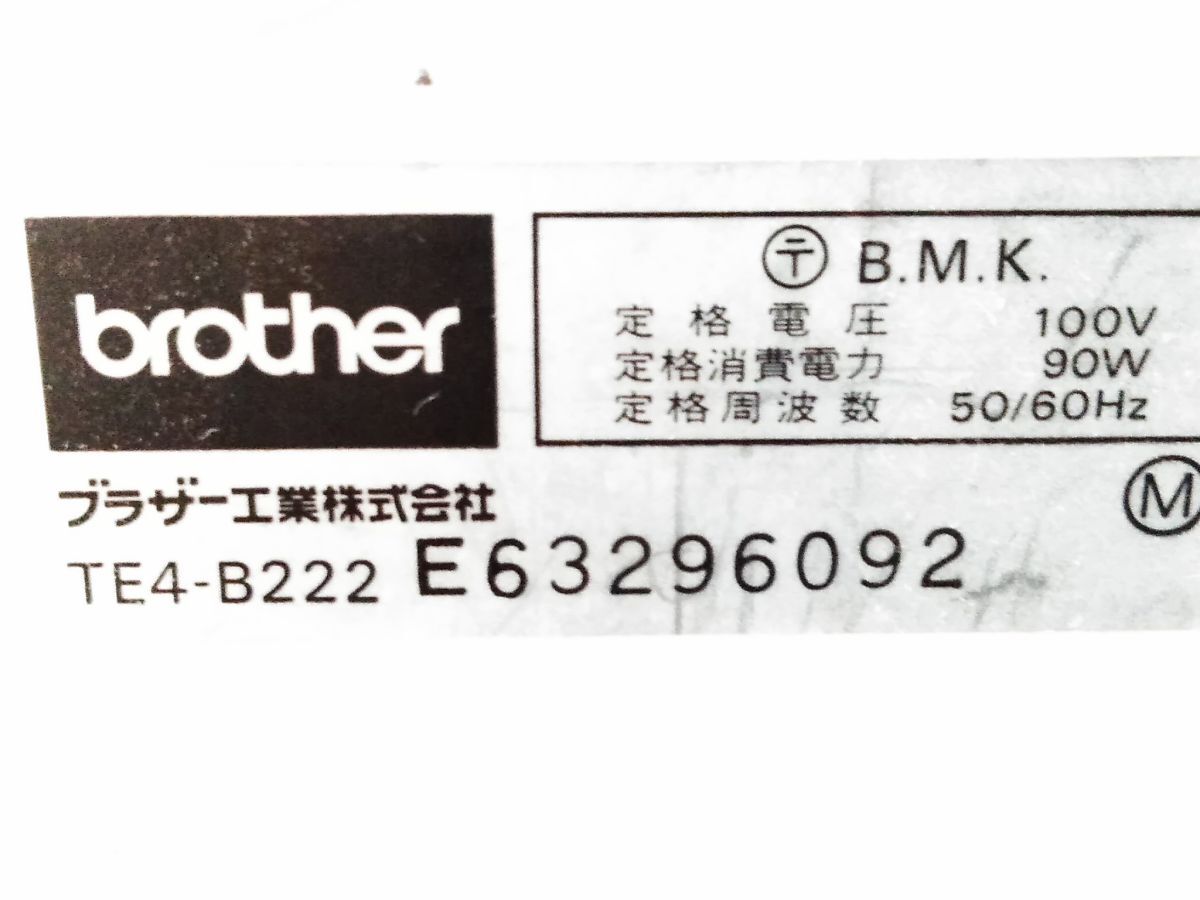 brother
〒 B.M.K.
定格電圧 100V
定格消費電力 90W
定格周波数 50/60Hz
ブラザー工業株式会社
M
TE4-B222 E63296092